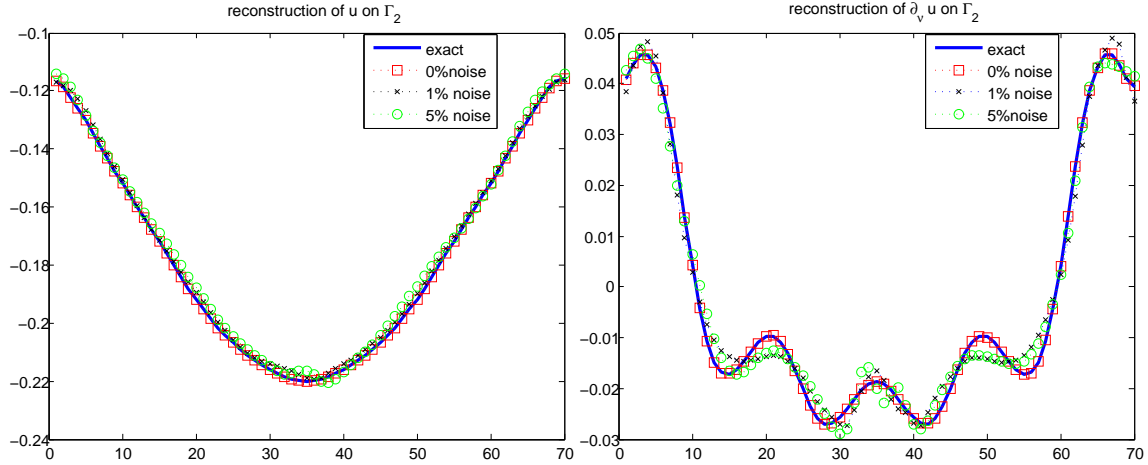 reconstruction of u on Γ₂
−0.1
−0.12
−0.14
−0.16
−0.18
−0.2
−0.22
−0.24
0 10 20 30 40 50 60 70
exact
0%noise
1% noise
5% noise
reconstruction of ∂ᵥ u on Γ₂
0.05
0.04
0.03
0.02
0.01
0
−0.01
−0.02
−0.03
0 10 20 30 40 50 60 70
exact
0% noise
1% noise
5%noise